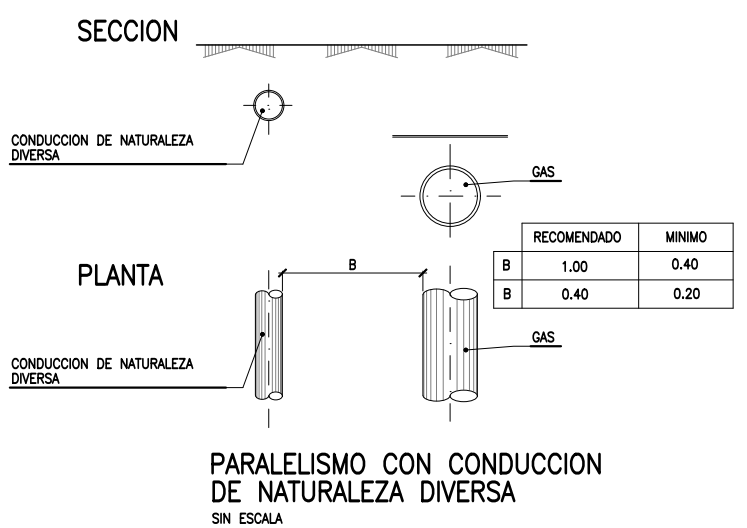 SECCION
CONDUCCION DE NATURALEZA
DIVERSA
GAS
RECOMENDADO MINIMO
B 1.00 0.40
B 0.40 0.20
PLANTA
B
GAS
CONDUCCION DE NATURALEZA
DIVERSA
PARALELISMO CON CONDUCCION
DE NATURALEZA DIVERSA
SIN ESCALA